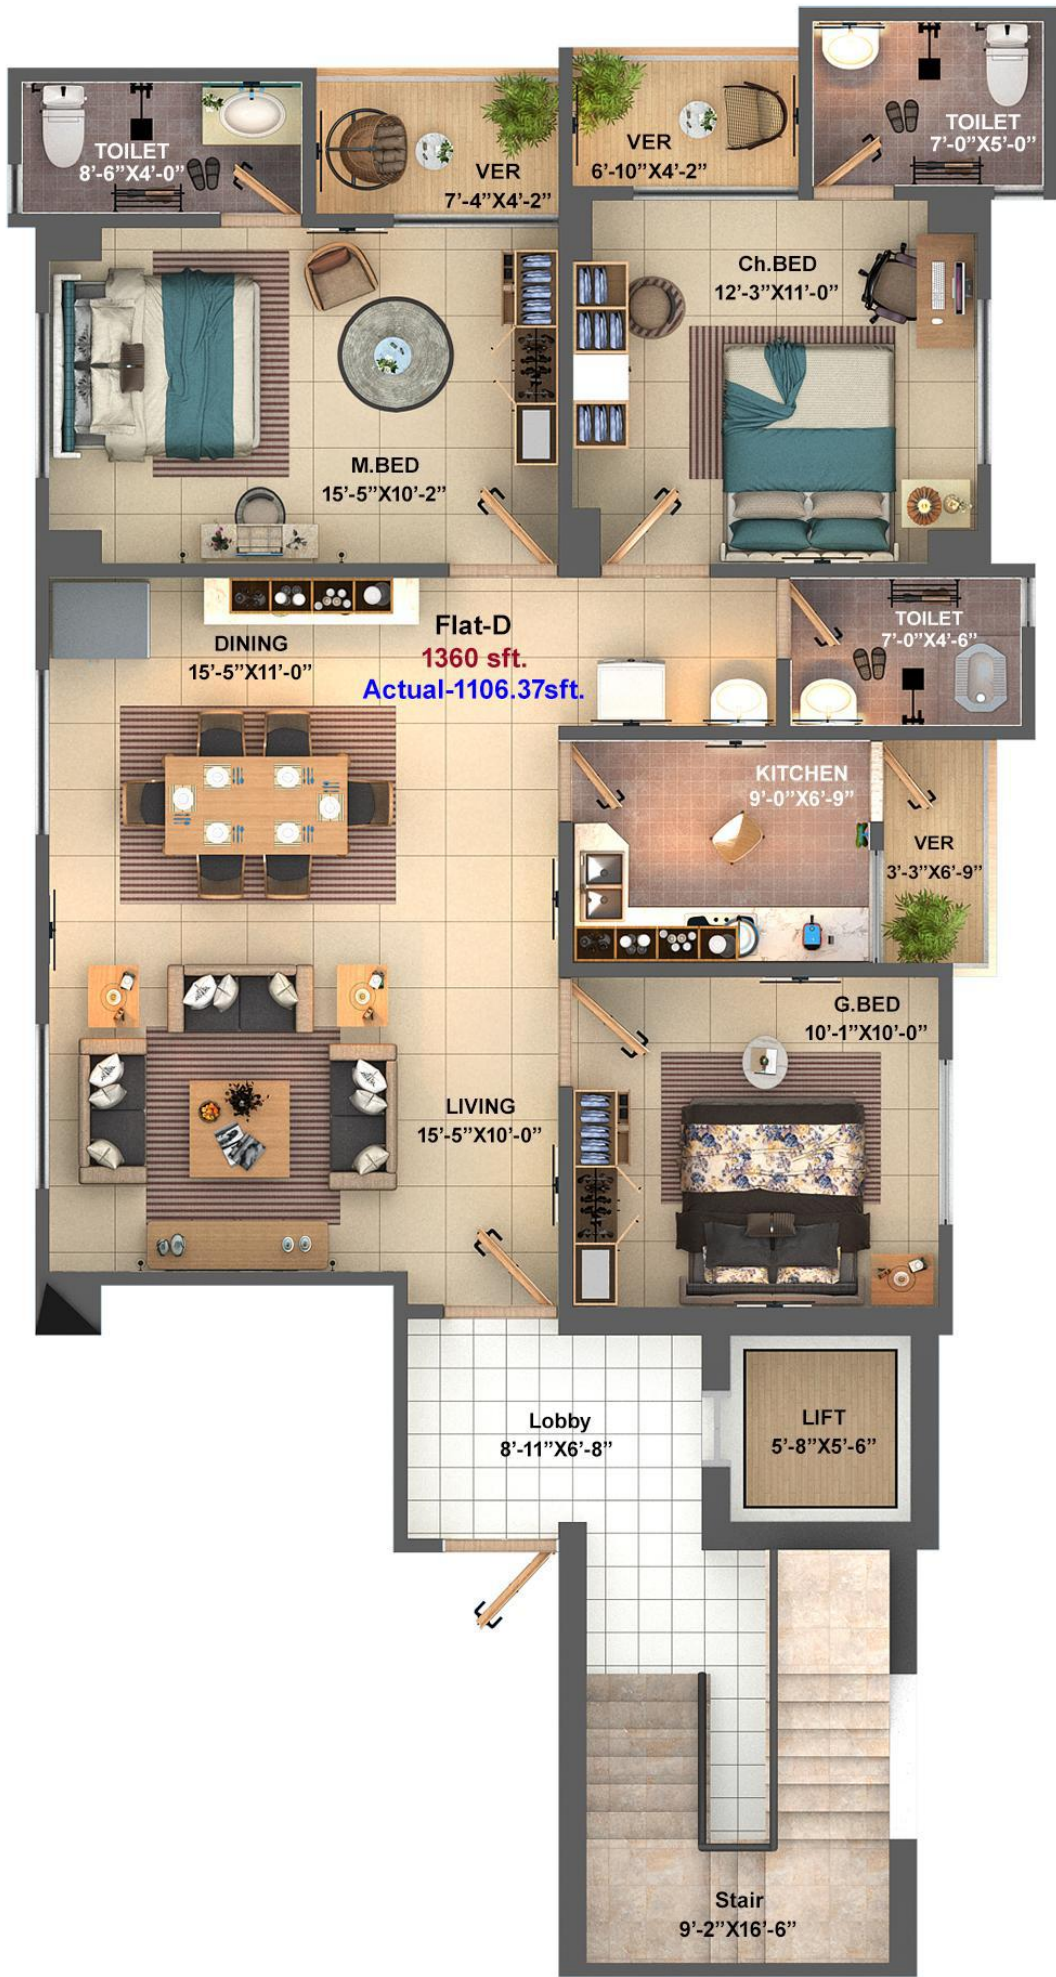 TOILET
8’-6”X4’-0”
VER
7’-4”X4’-2”
VER
6’-10”X4’-2”
TOILET
7’-0”X5’-0”
M.BED
15’-5”X10’-2”
Ch.BED
12’-3”X11’-0”
DINING
15’-5”X11’-0”
Flat-D
1360 sft.
Actual-1106.37sft.
TOILET
7’-0”X4’-6”
KITCHEN
9’-0”X6’-9”
VER
3’-3”X6’-9”
G.BED
10’-1”X10’-0”
LIVING
15’-5”X10’-0”
Lobby
8’-11”X6’-8”
LIFT
5’-8”X5’-6”
Stair
9’-2”X16’-6”